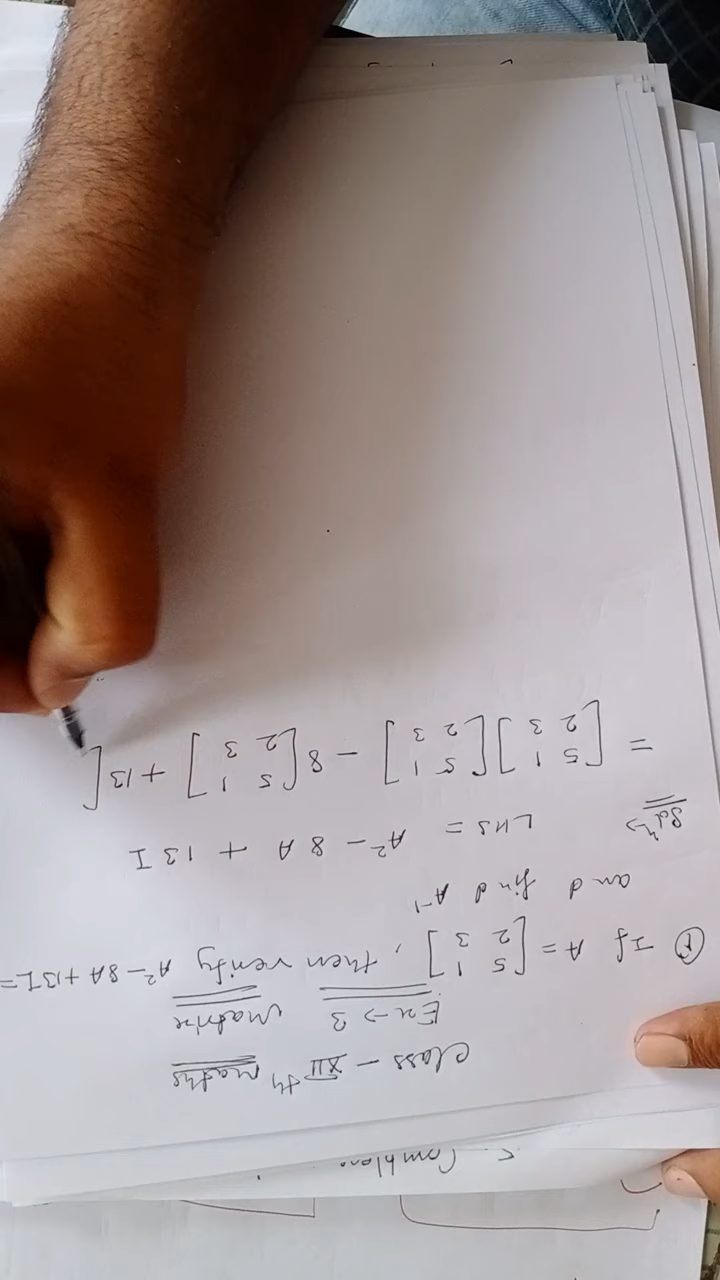 Class - XII th maths
Ex → 3 Matrix
① If A = [5 1 2 3], then verify A² - 8A + 13I =
and find A⁻¹
Solⁿ→ LHS = A² - 8A + 13I
= [5 1 2 3][5 1 2 3] - 8[5 1 2 3] + 13[